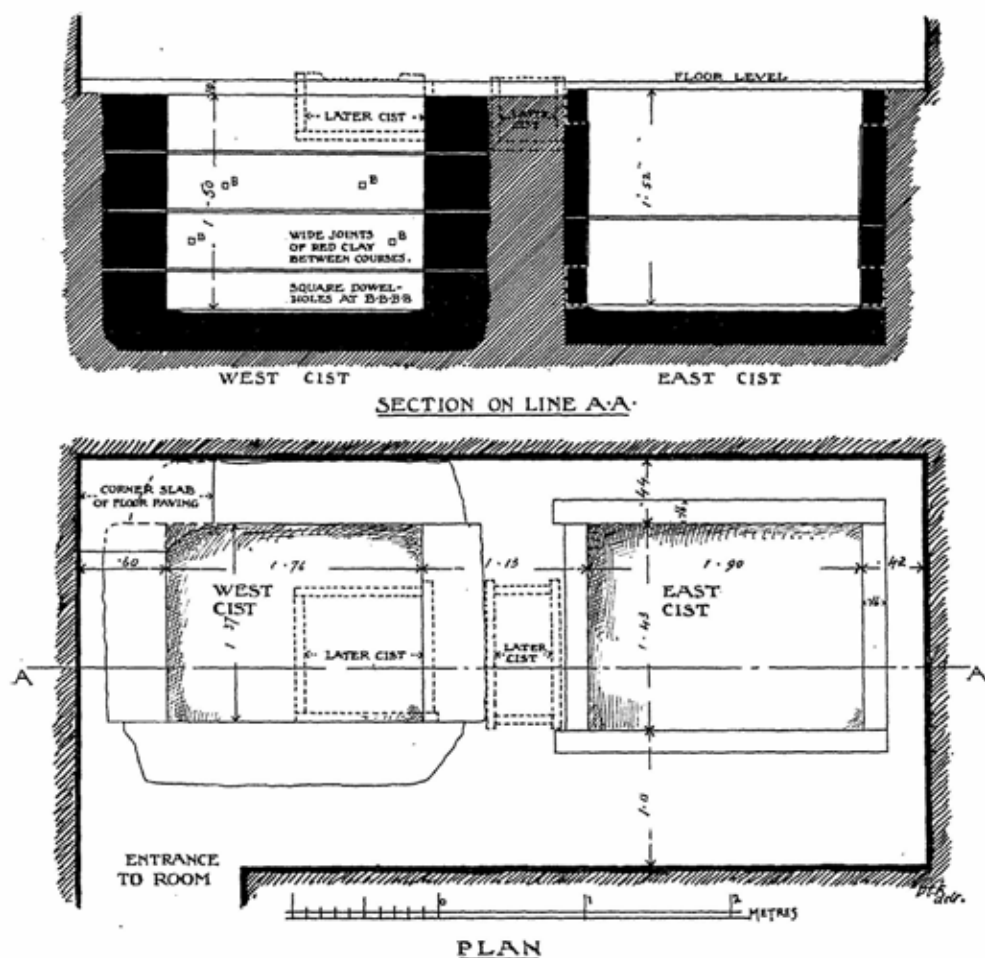 FLOOR LEVEL
LATER CIST
LATER CIST
B
B
1·50
1·52
B
B
WIDE JOINTS
OF RED CLAY
BETWEEN COURSES.
SQUARE DOWEL-
HOLES AT B·B·B·B
WEST CIST
EAST CIST
SECTION ON LINE A·A·
CORNER SLAB
OF FLOOR PAVING
·44
·60
1·76
1·15
1·90
·42
WEST
CIST
EAST
CIST
1·37
1·43
LATER CIST
LATER
CIST
A
A
1·0
ENTRANCE
TO ROOM
0
1
2
METRES
PLAN